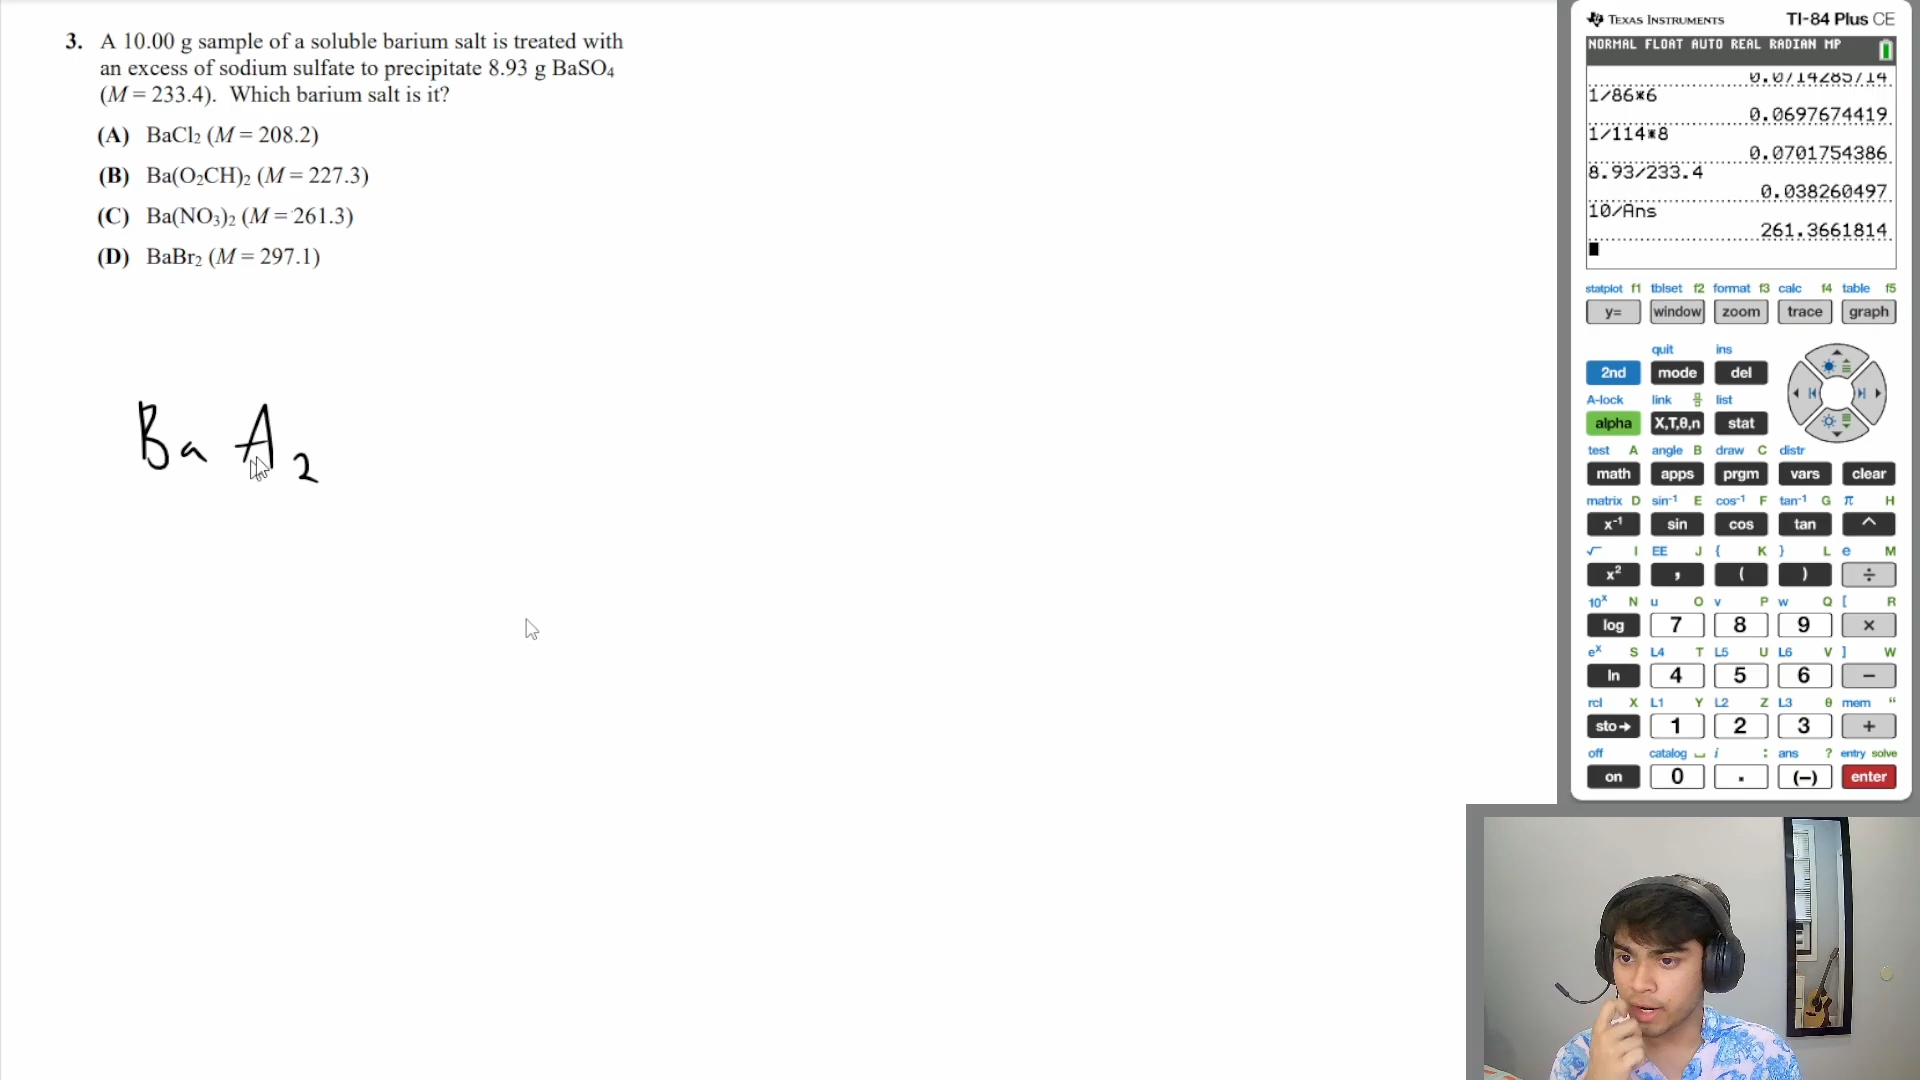 3. A 10.00 g sample of a soluble barium salt is treated with
an excess of sodium sulfate to precipitate 8.93 g BaSO₄
(M = 233.4). Which barium salt is it?
(A) BaCl₂ (M = 208.2)
(B) Ba(O₂CH)₂ (M = 227.3)
(C) Ba(NO₃)₂ (M = 261.3)
(D) BaBr₂ (M = 297.1)
Ba A₂
TEXAS INSTRUMENTS TI-84 Plus CE
NORMAL FLOAT AUTO REAL RADIAN MP
0.0714285714
1/86*6
0.0697674419
1/114*8
0.0701754386
8.93/233.4
0.038260497
10/Ans
261.3661814
statplot f1 tblset f2 format f3 calc f4 table f5
y= window zoom trace graph
quit ins
2nd mode del
A-lock link list
alpha X,T,θ,n stat
test A angle B draw C distr
math apps prgm vars clear
matrix D sin⁻¹ E cos⁻¹ F tan⁻¹ G π H
x⁻¹ sin cos tan ^
√ I EE J { K } L e M
x² , ( ) ÷
10ˣ N u O v P w Q [ R
log 7 8 9 ×
eˣ S L4 T L5 U L6 V ] W
ln 4 5 6 −
rcl X L1 Y L2 Z L3 θ mem "
sto→ 1 2 3 +
off catalog ⎵ i : ans ? entry solve
on 0 . (−) enter